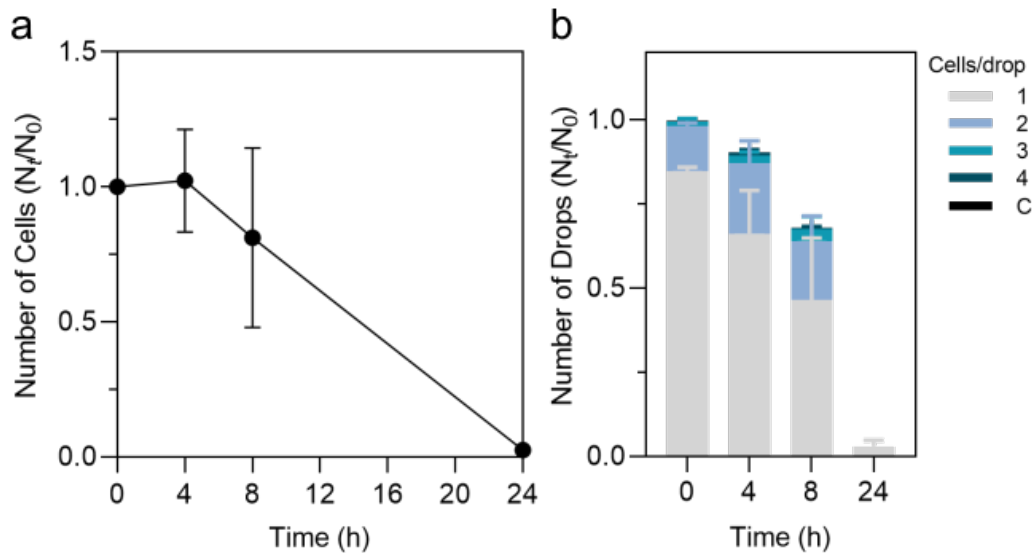 a
1.5
1.0
0.5
0.0
Number of Cells (Nt/N0)
0 4 8 12 16 20 24
Time (h)
b
1.0
0.5
0.0
Number of Drops (Nt/N0)
0 4 8 24
Time (h)
Cells/drop
1
2
3
4
C